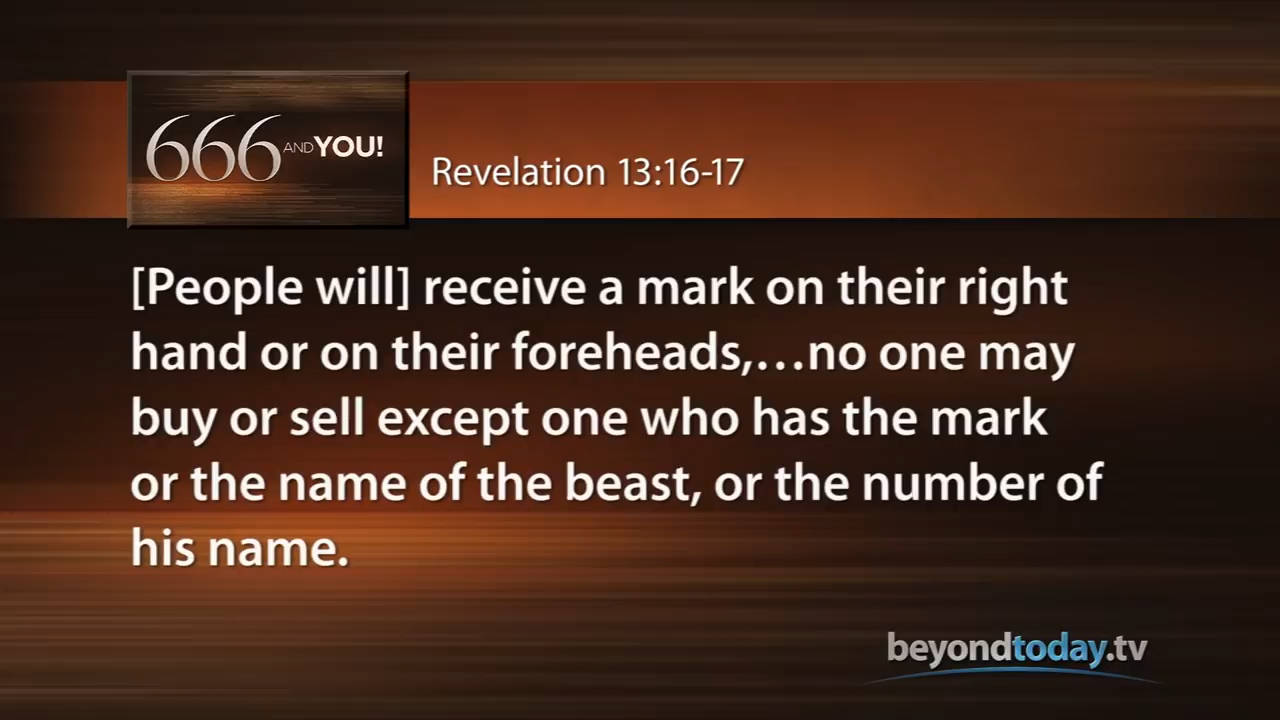 666 AND YOU!
Revelation 13:16-17
[People will] receive a mark on their right
hand or on their foreheads,…no one may
buy or sell except one who has the mark
or the name of the beast, or the number of
his name.
beyondtoday.tv